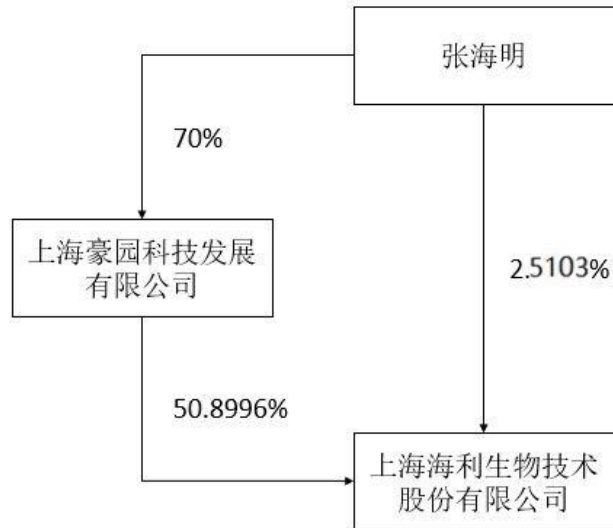 张海明
70%
上海豪园科技发展
有限公司
2.5103%
50.8996%
上海海利生物技术
股份有限公司